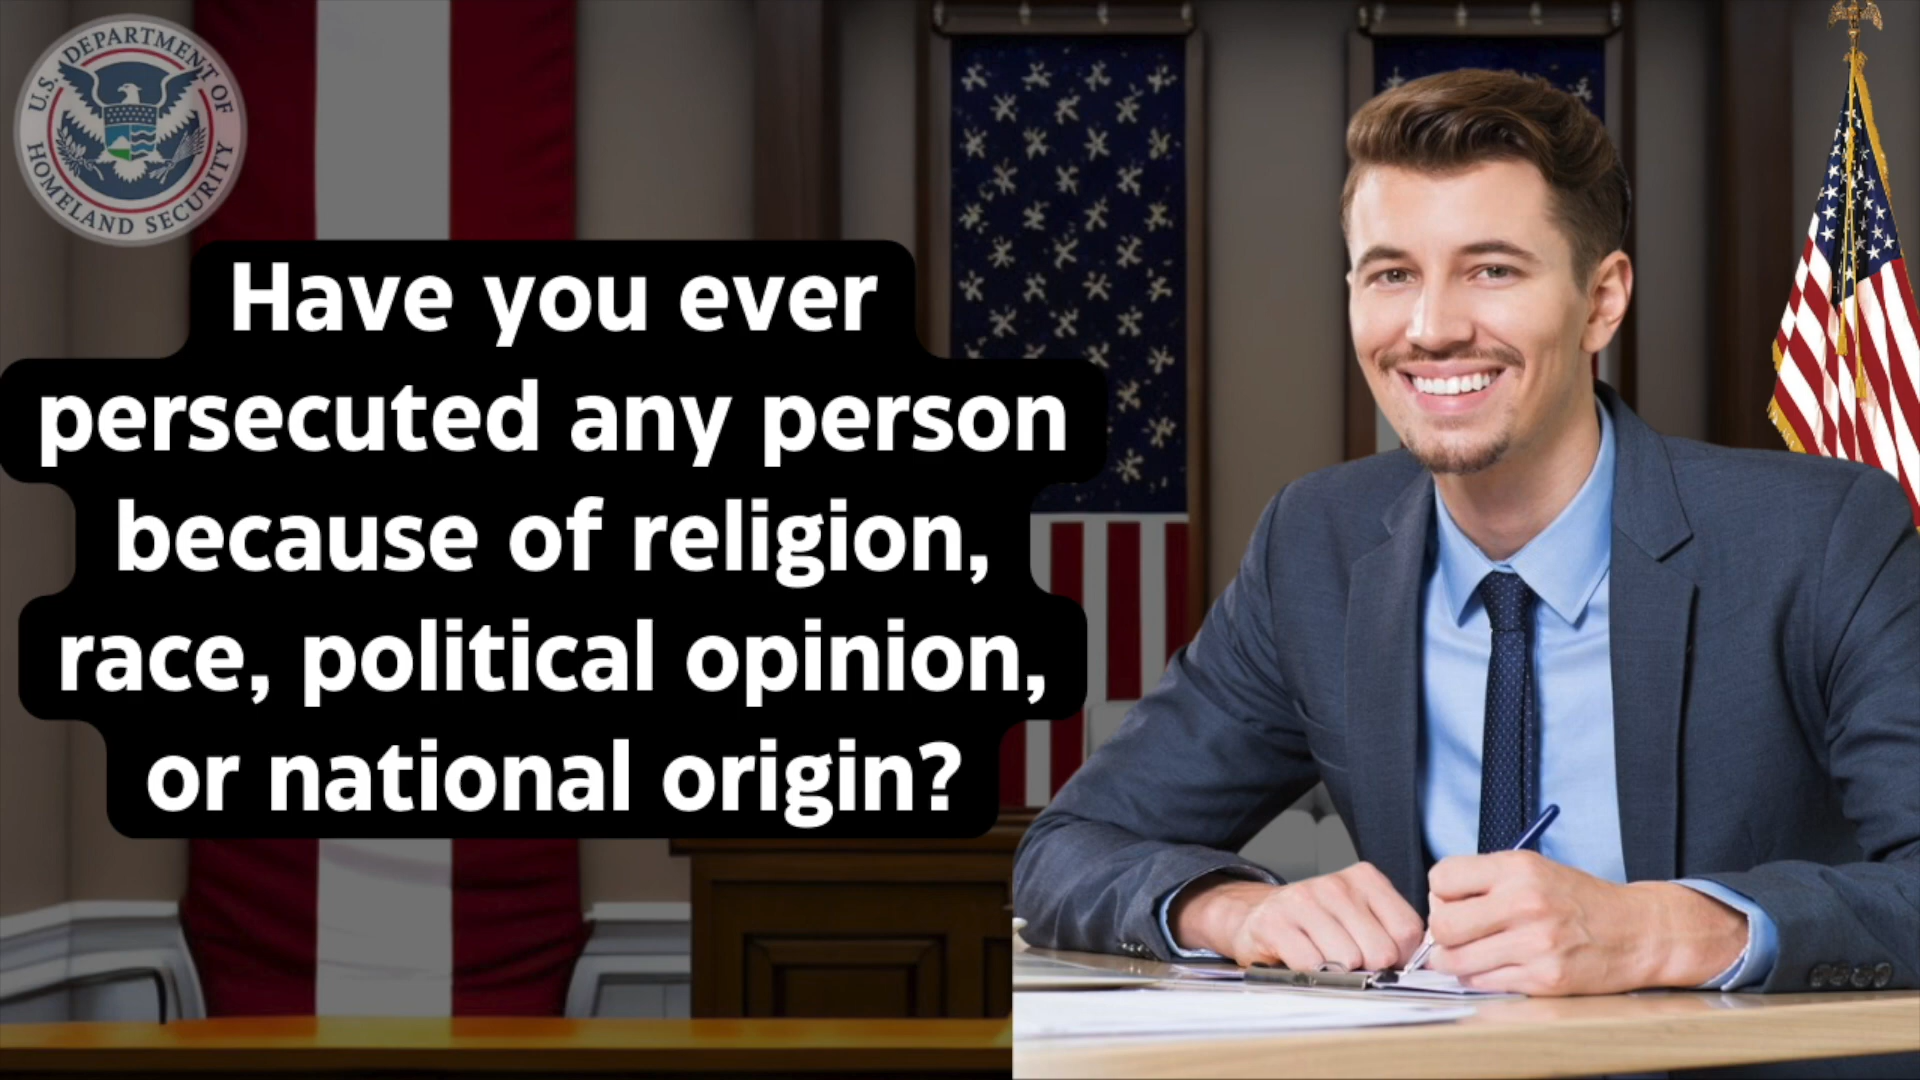 U.S. DEPARTMENT OF
HOMELAND SECURITY
Have you ever
persecuted any person
because of religion,
race, political opinion,
or national origin?